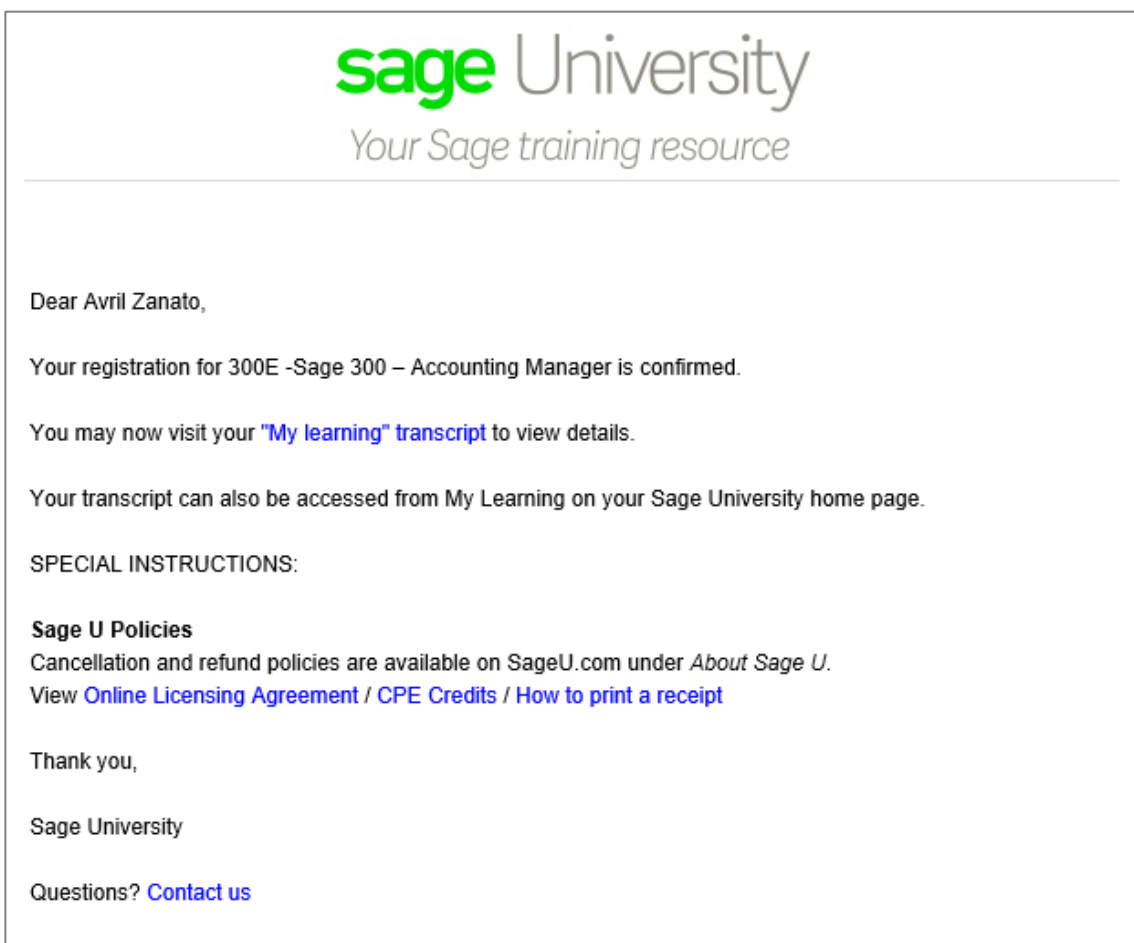 sage University
Your Sage training resource
Dear Avril Zanato,
Your registration for 300E -Sage 300 – Accounting Manager is confirmed.
You may now visit your "My learning" transcript to view details.
Your transcript can also be accessed from My Learning on your Sage University home page.
SPECIAL INSTRUCTIONS:
Sage U Policies
Cancellation and refund policies are available on SageU.com under About Sage U.
View Online Licensing Agreement / CPE Credits / How to print a receipt
Thank you,
Sage University
Questions? Contact us